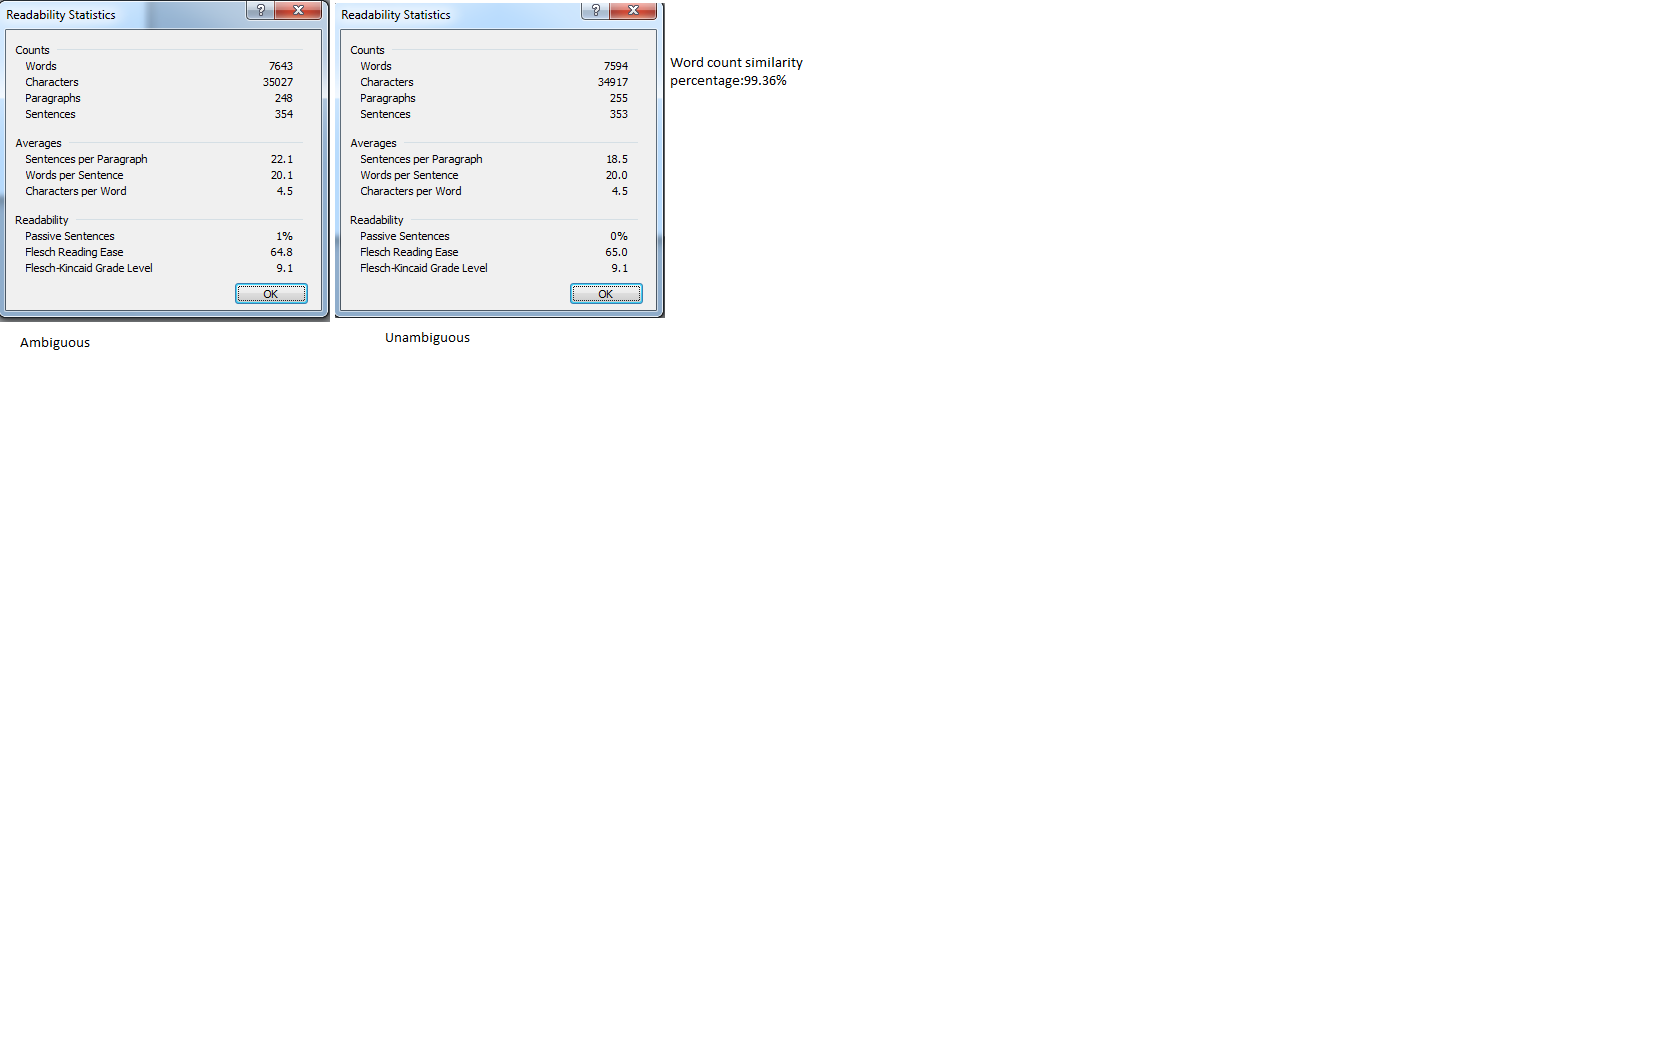 Readability Statistics
?
Counts
Words 7643
Characters 35027
Paragraphs 248
Sentences 354
Averages
Sentences per Paragraph 22.1
Words per Sentence 20.1
Characters per Word 4.5
Readability
Passive Sentences 1%
Flesch Reading Ease 64.8
Flesch-Kincaid Grade Level 9.1
OK
Ambiguous
Readability Statistics
?
Counts
Words 7594
Characters 34917
Paragraphs 255
Sentences 353
Averages
Sentences per Paragraph 18.5
Words per Sentence 20.0
Characters per Word 4.5
Readability
Passive Sentences 0%
Flesch Reading Ease 65.0
Flesch-Kincaid Grade Level 9.1
OK
Unambiguous
Word count similarity
percentage:99.36%